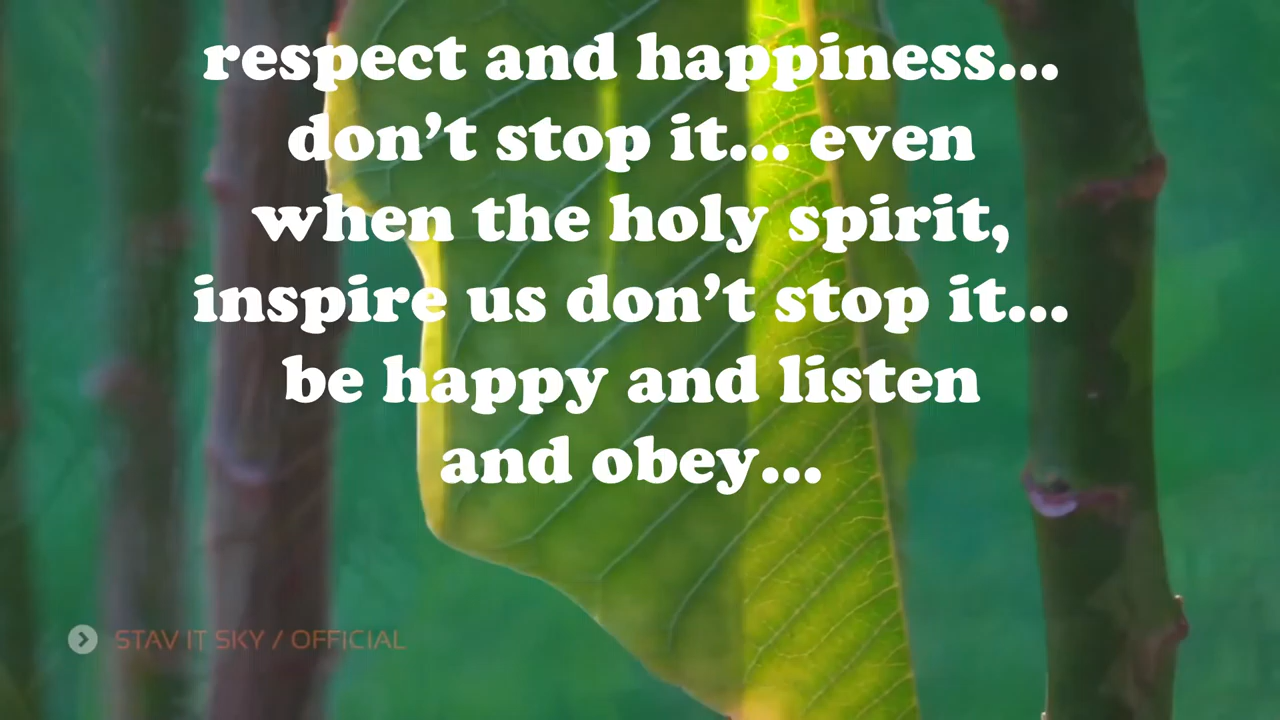 respect and happiness...
don’t stop it... even
when the holy spirit,
inspire us don’t stop it...
be happy and listen
and obey...
STAV IT SKY / OFFICIAL